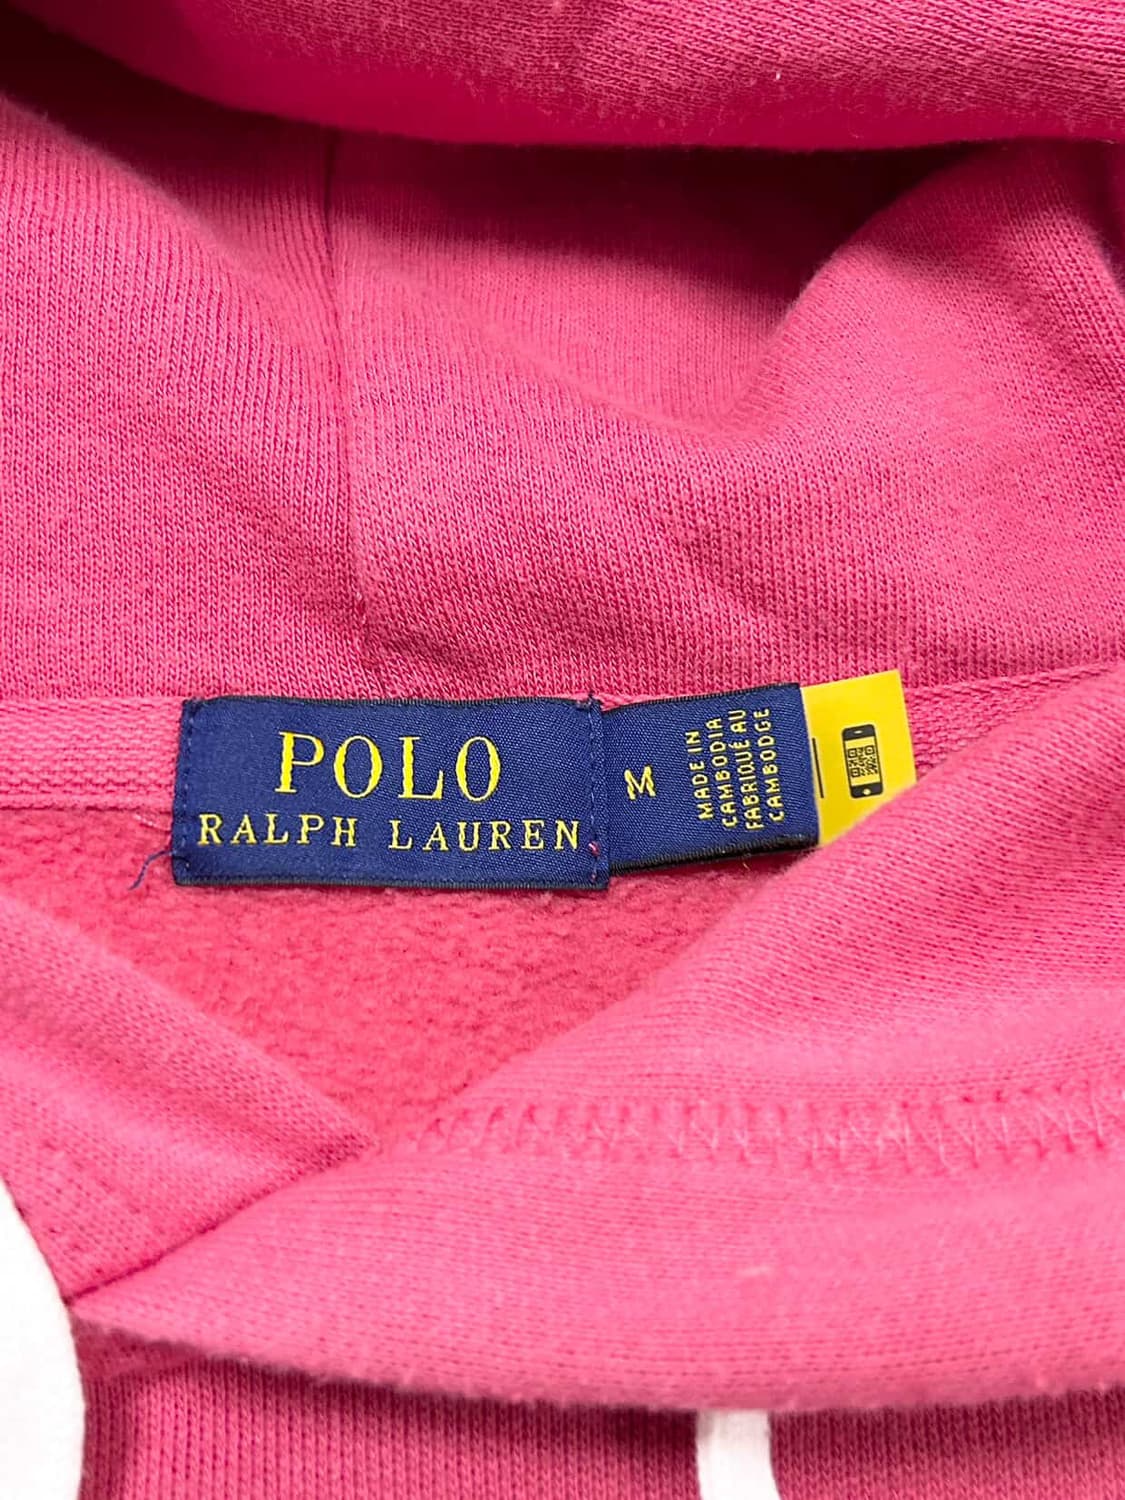 POLO
RALPH LAUREN
M
MADE IN
CAMBODIA
FABRIQUÉ AU
CAMBODGE